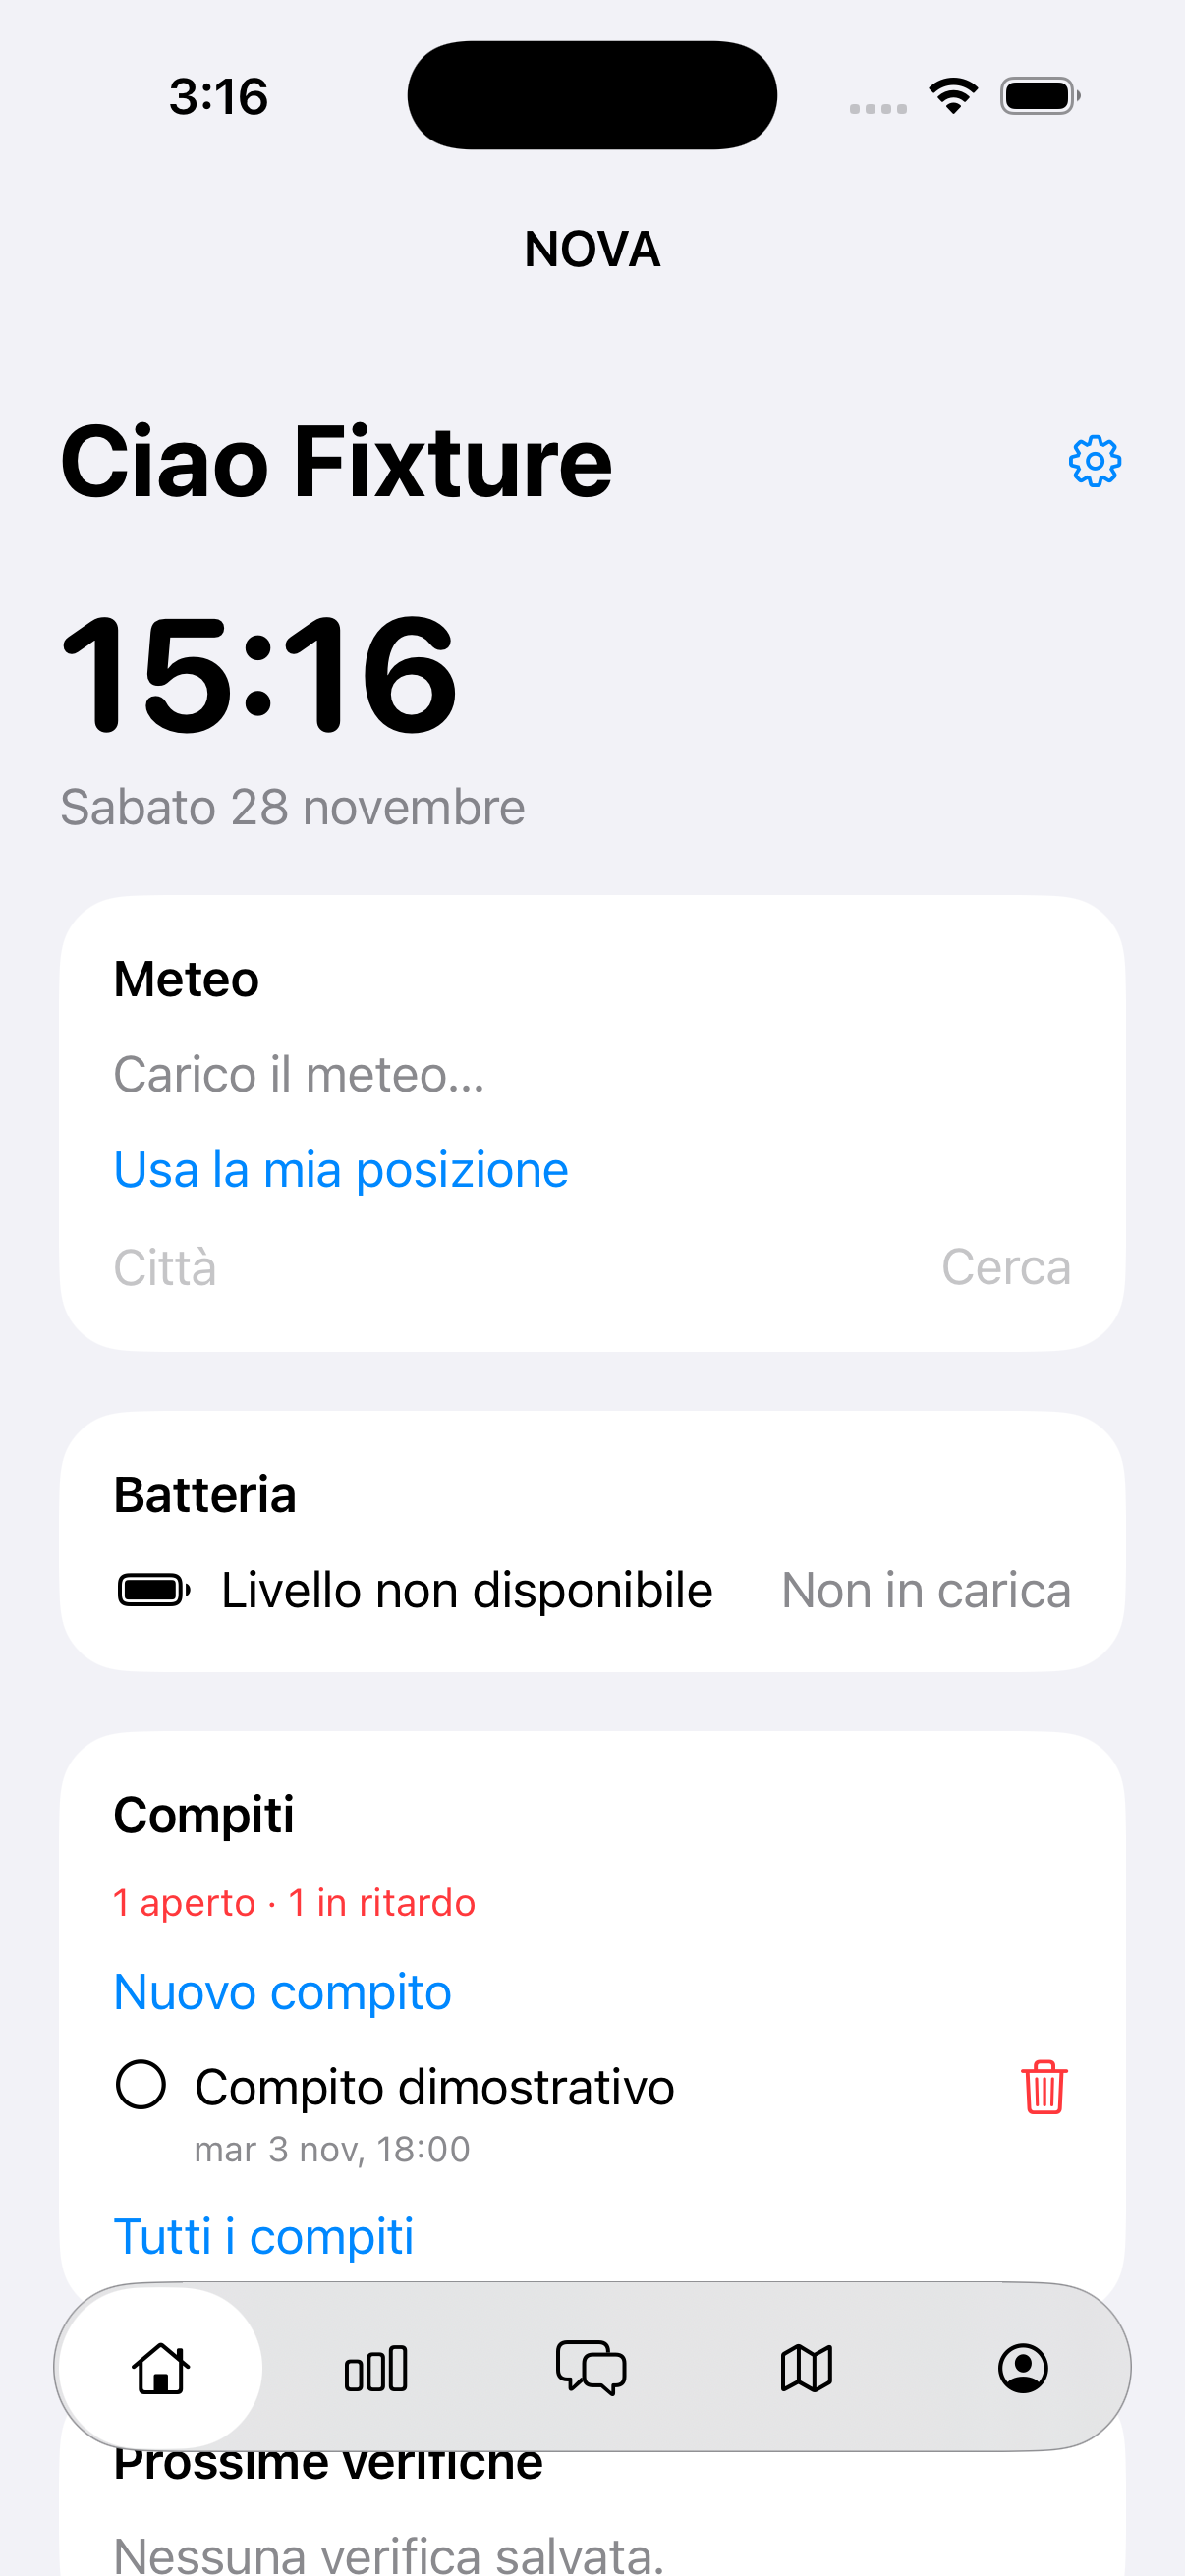 3:16
NOVA
Ciao Fixture
15:16
Sabato 28 novembre
Meteo
Carico il meteo...
Usa la mia posizione
Città Cerca
Batteria
Livello non disponibile Non in carica
Compiti
1 aperto · 1 in ritardo
Nuovo compito
Compito dimostrativo
mar 3 nov, 18:00
Tutti i compiti
Prossime verifiche
Nessuna verifica salvata.